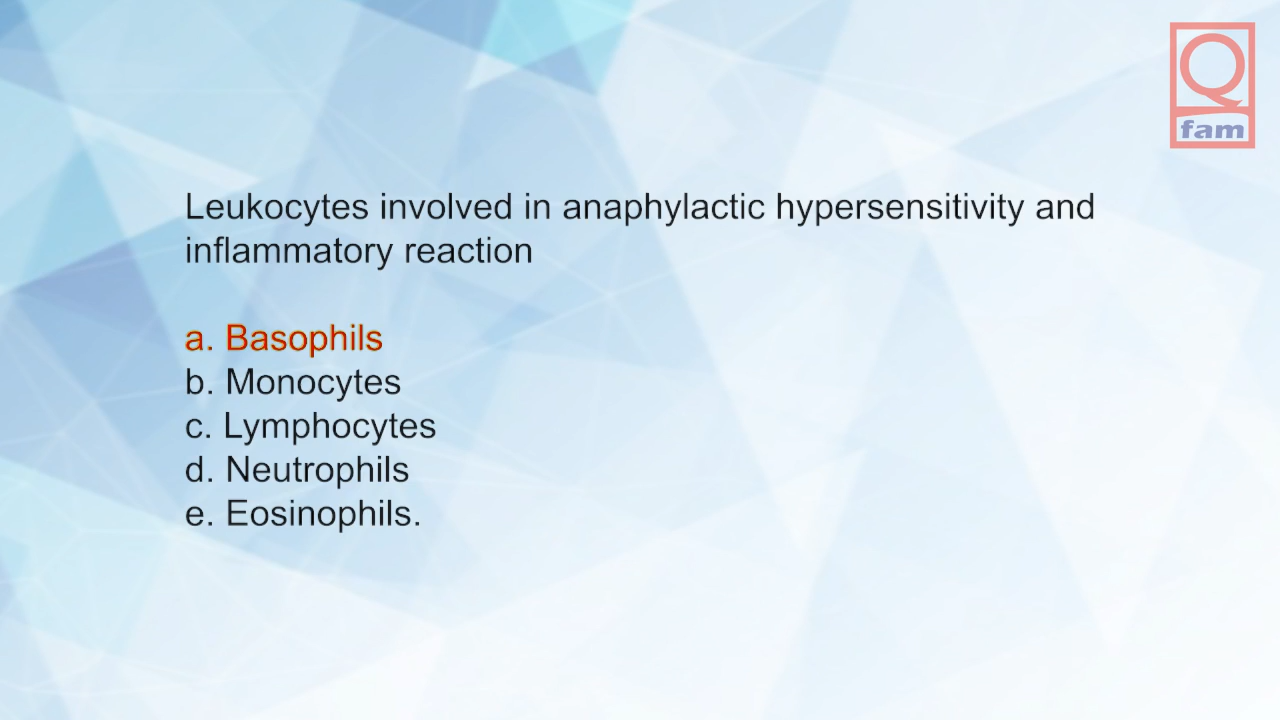 Q
fam
Leukocytes involved in anaphylactic hypersensitivity and
inflammatory reaction
a. Basophils
b. Monocytes
c. Lymphocytes
d. Neutrophils
e. Eosinophils.